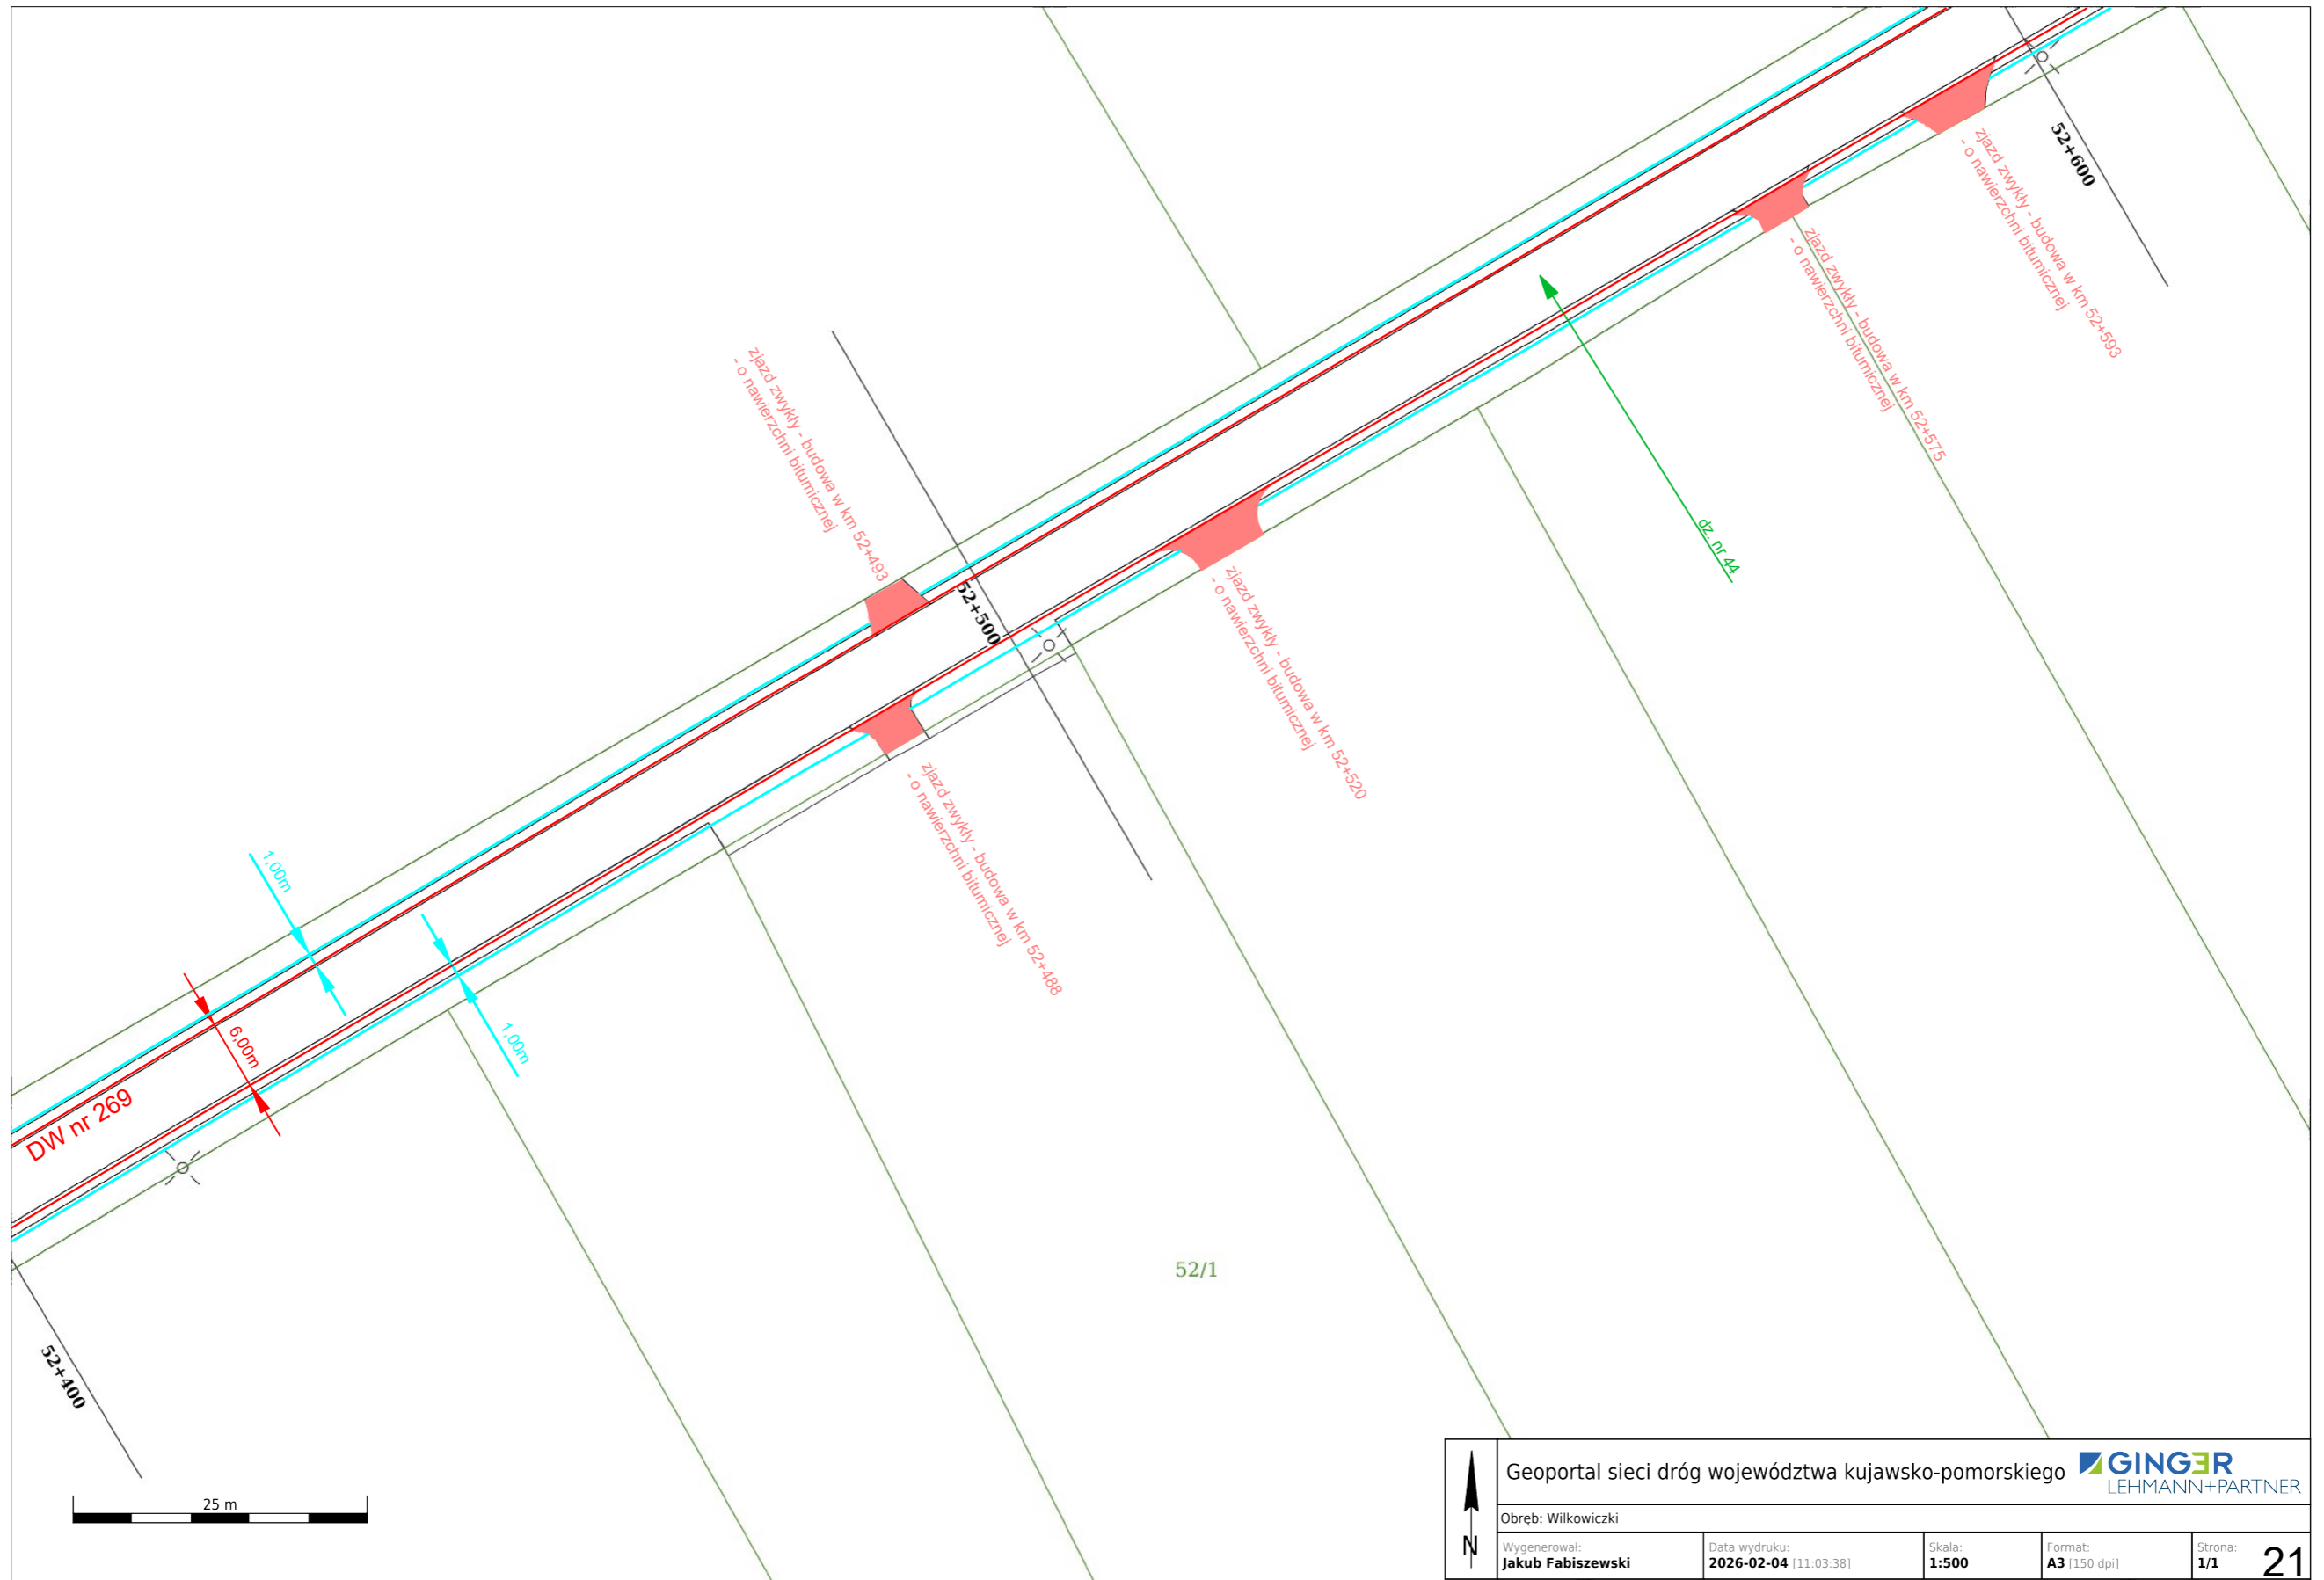 52+600
zjazd zwykły - budowa w km 52+593
- o nawierzchni bitumicznej
zjazd zwykły - budowa w km 52+575
- o nawierzchni bitumicznej
zjazd zwykły - budowa w km 52+493
- o nawierzchni bitumicznej
dz. nr 44
52+500
zjazd zwykły - budowa w km 52+520
- o nawierzchni bitumicznej
zjazd zwykły - budowa w km 52+488
- o nawierzchni bitumicznej
1,00m
1,00m
6,00m
DW nr 269
52/1
52+400
25 m
N
Geoportal sieci dróg województwa kujawsko-pomorskiego
GINGER
LEHMANN+PARTNER
Obręb: Wilkowiczki
Wygenerował:
Jakub Fabiszewski
Data wydruku:
2026-02-04 [11:03:38]
Skala:
1:500
Format:
A3 [150 dpi]
Strona:
1/1
21